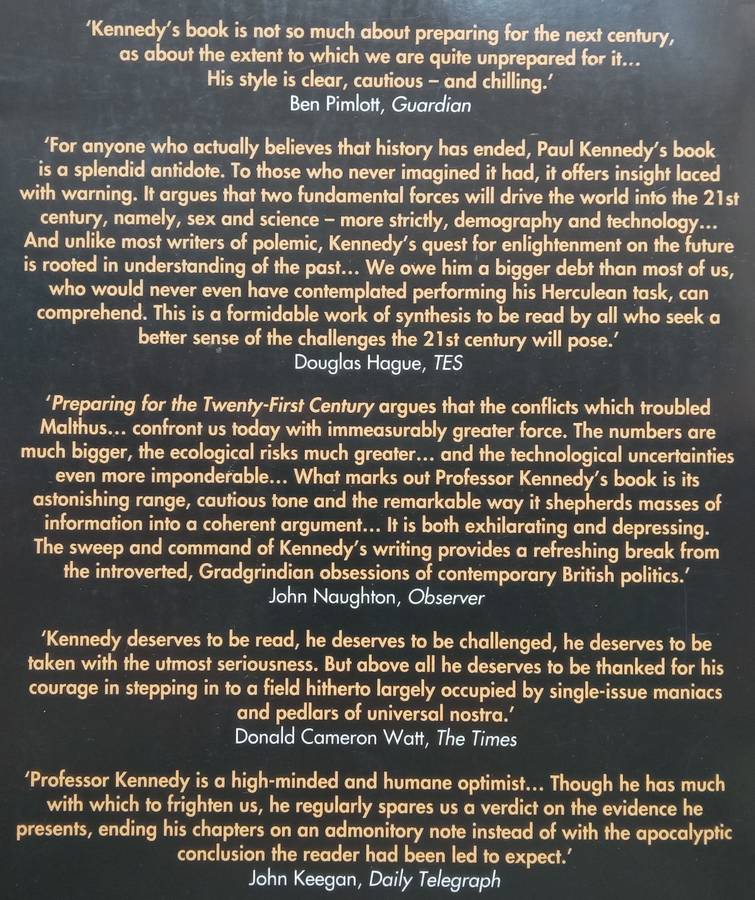 ‘Kennedy’s book is not so much about preparing for the next century,
as about the extent to which we are quite unprepared for it...
His style is clear, cautious – and chilling.’
Ben Pimlott, Guardian
‘For anyone who actually believes that history has ended, Paul Kennedy’s book
is a splendid antidote. To those who never imagined it had, it offers insight laced
with warning. It argues that two fundamental forces will drive the world into the 21st
century, namely, sex and science – more strictly, demography and technology...
And unlike most writers of polemic, Kennedy’s quest for enlightenment on the future
is rooted in understanding of the past... We owe him a bigger debt than most of us,
who would never even have contemplated performing his Herculean task, can
comprehend. This is a formidable work of synthesis to be read by all who seek a
better sense of the challenges the 21st century will pose.’
Douglas Hague, TES
‘Preparing for the Twenty-First Century argues that the conflicts which troubled
Malthus... confront us today with immeasurably greater force. The numbers are
much bigger, the ecological risks much greater... and the technological uncertainties
even more imponderable... What marks out Professor Kennedy’s book is its
astonishing range, cautious tone and the remarkable way it shepherds masses of
information into a coherent argument... It is both exhilarating and depressing.
The sweep and command of Kennedy’s writing provides a refreshing break from
the introverted, Gradgrindian obsessions of contemporary British politics.’
John Naughton, Observer
‘Kennedy deserves to be read, he deserves to be challenged, he deserves to be
taken with the utmost seriousness. But above all he deserves to be thanked for his
courage in stepping in to a field hitherto largely occupied by single-issue maniacs
and pedlars of universal nostra.’
Donald Cameron Watt, The Times
‘Professor Kennedy is a high-minded and humane optimist... Though he has much
with which to frighten us, he regularly spares us a verdict on the evidence he
presents, ending his chapters on an admonitory note instead of with the apocalyptic
conclusion the reader had been led to expect.’
John Keegan, Daily Telegraph